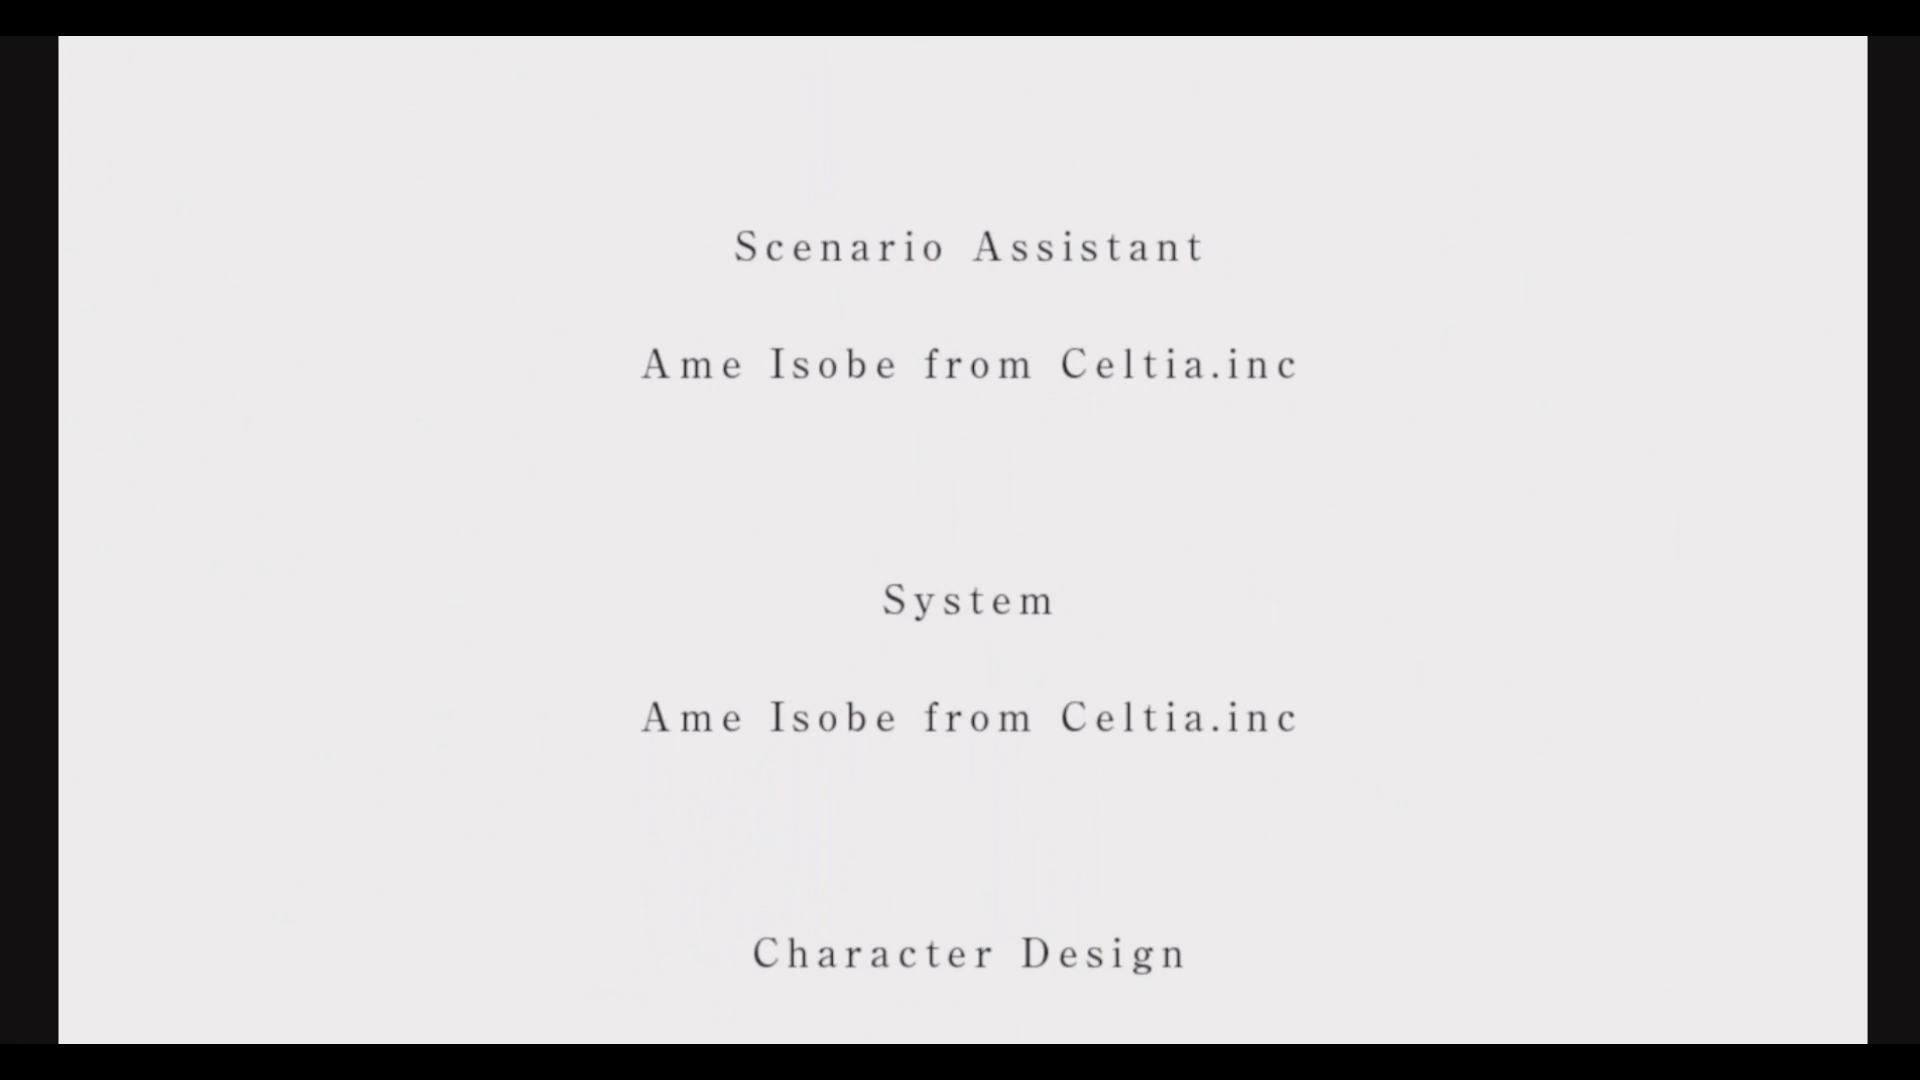 Scenario Assistant
Ame Isobe from Celtia.inc
System
Ame Isobe from Celtia.inc
Character Design